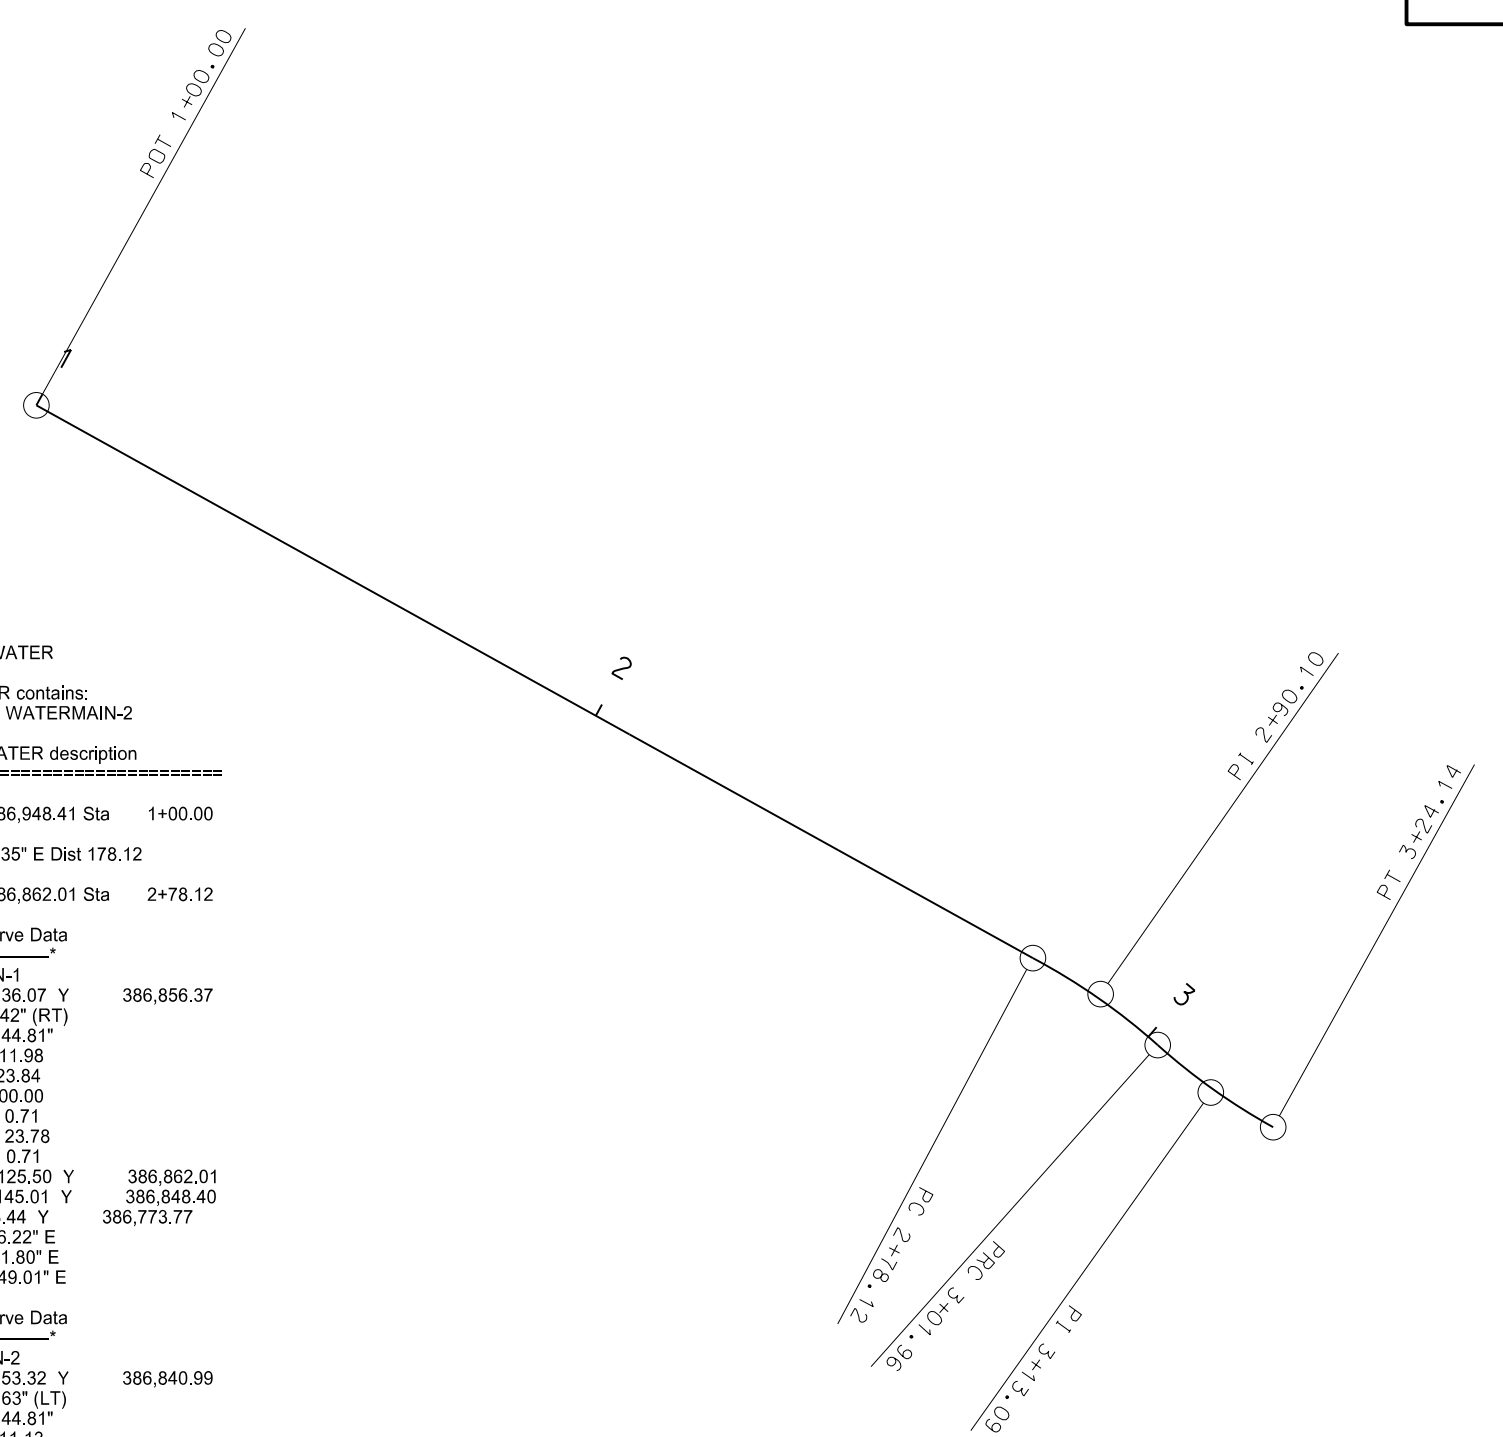 POT 1+00.00
1
2
PI 2+90.10
PT 3+24.14
3
PC 2+78.12
PRC 3+01.96
PI 3+13.09
WATER
R contains:
WATERMAIN-2
ATER description
======================
86,948.41 Sta 1+00.00
35" E Dist 178.12
86,862.01 Sta 2+78.12
rve Data
*
N-1
36.07 Y 386,856.37
42" (RT)
44.81"
11.98
23.84
00.00
0.71
23.78
0.71
125.50 Y 386,862.01
145.01 Y 386,848.40
.44 Y 386,773.77
6.22" E
1.80" E
49.01" E
rve Data
*
N-2
53.32 Y 386,840.99
63" (LT)
44.81"